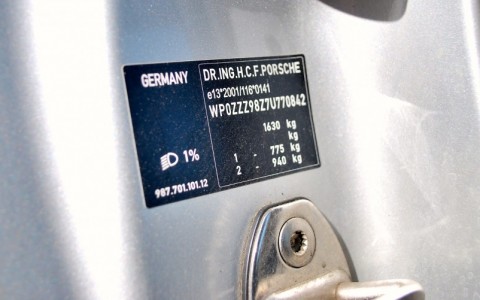 GERMANY
DR.ING.H.C.F.PORSCHE
e13*2001/116*0141
WP0ZZZ98Z7U770842
1630 kg
kg
1 - 775 kg
2 - 940 kg
1%
987.701.101.12